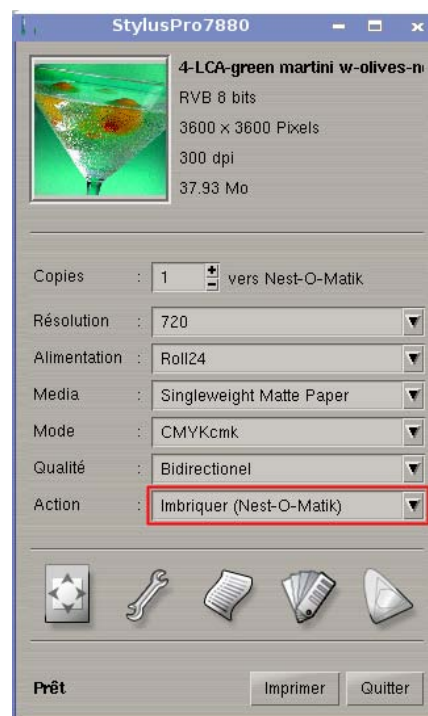 StylusPro7880
4-LCA-green martini w-olives-n
RVB 8 bits
3600 x 3600 Pixels
300 dpi
37.93 Mo
Copies : 1 vers Nest-O-Matik
Résolution : 720
Alimentation : Roll24
Media : Singleweight Matte Paper
Mode : CMYKcmk
Qualité : Bidirectionel
Action : Imbriquer (Nest-O-Matik)
Prêt Imprimer Quitter